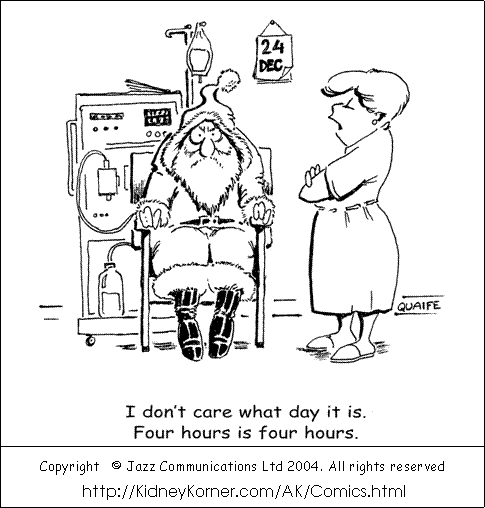 24
DEC
QUAIFE
I don't care what day it is.
Four hours is four hours.
Copyright © Jazz Communications Ltd 2004. All rights reserved
http://KidneyKorner.com/AK/Comics.html